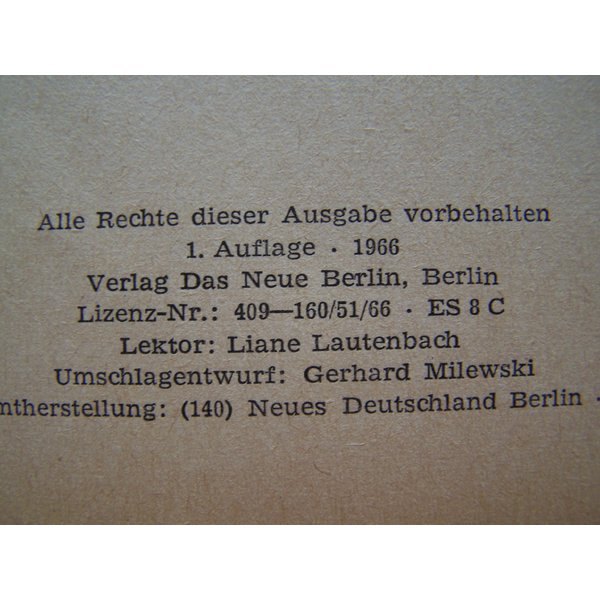 Alle Rechte dieser Ausgabe vorbehalten
1. Auflage · 1966
Verlag Das Neue Berlin, Berlin
Lizenz-Nr.: 409—160/51/66 · ES 8 C
Lektor: Liane Lautenbach
Umschlagentwurf: Gerhard Milewski
ntherstellung: (140) Neues Deutschland Berlin ·